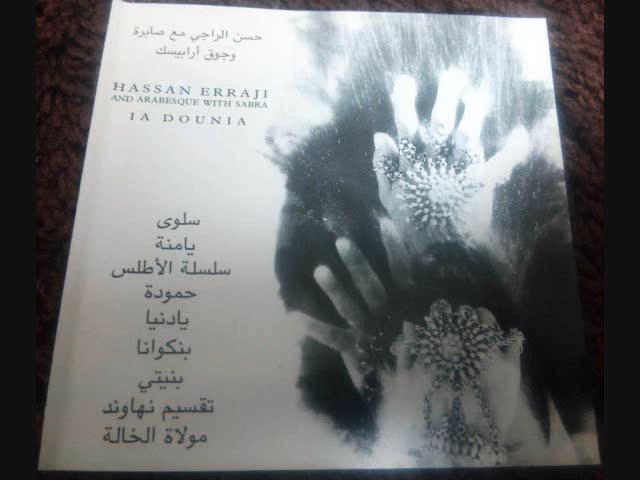 حسن الراجي مع صابرة
وجوق أرابيسك
HASSAN ERRAJI
AND ARABESQUE WITH SABRA
IA DOUNIA
سلوى
يامنة
سلسلة الأطلس
حمودة
يادنيا
بنكوانا
بنيتي
تقسيم نهاوند
مولاة الخالة